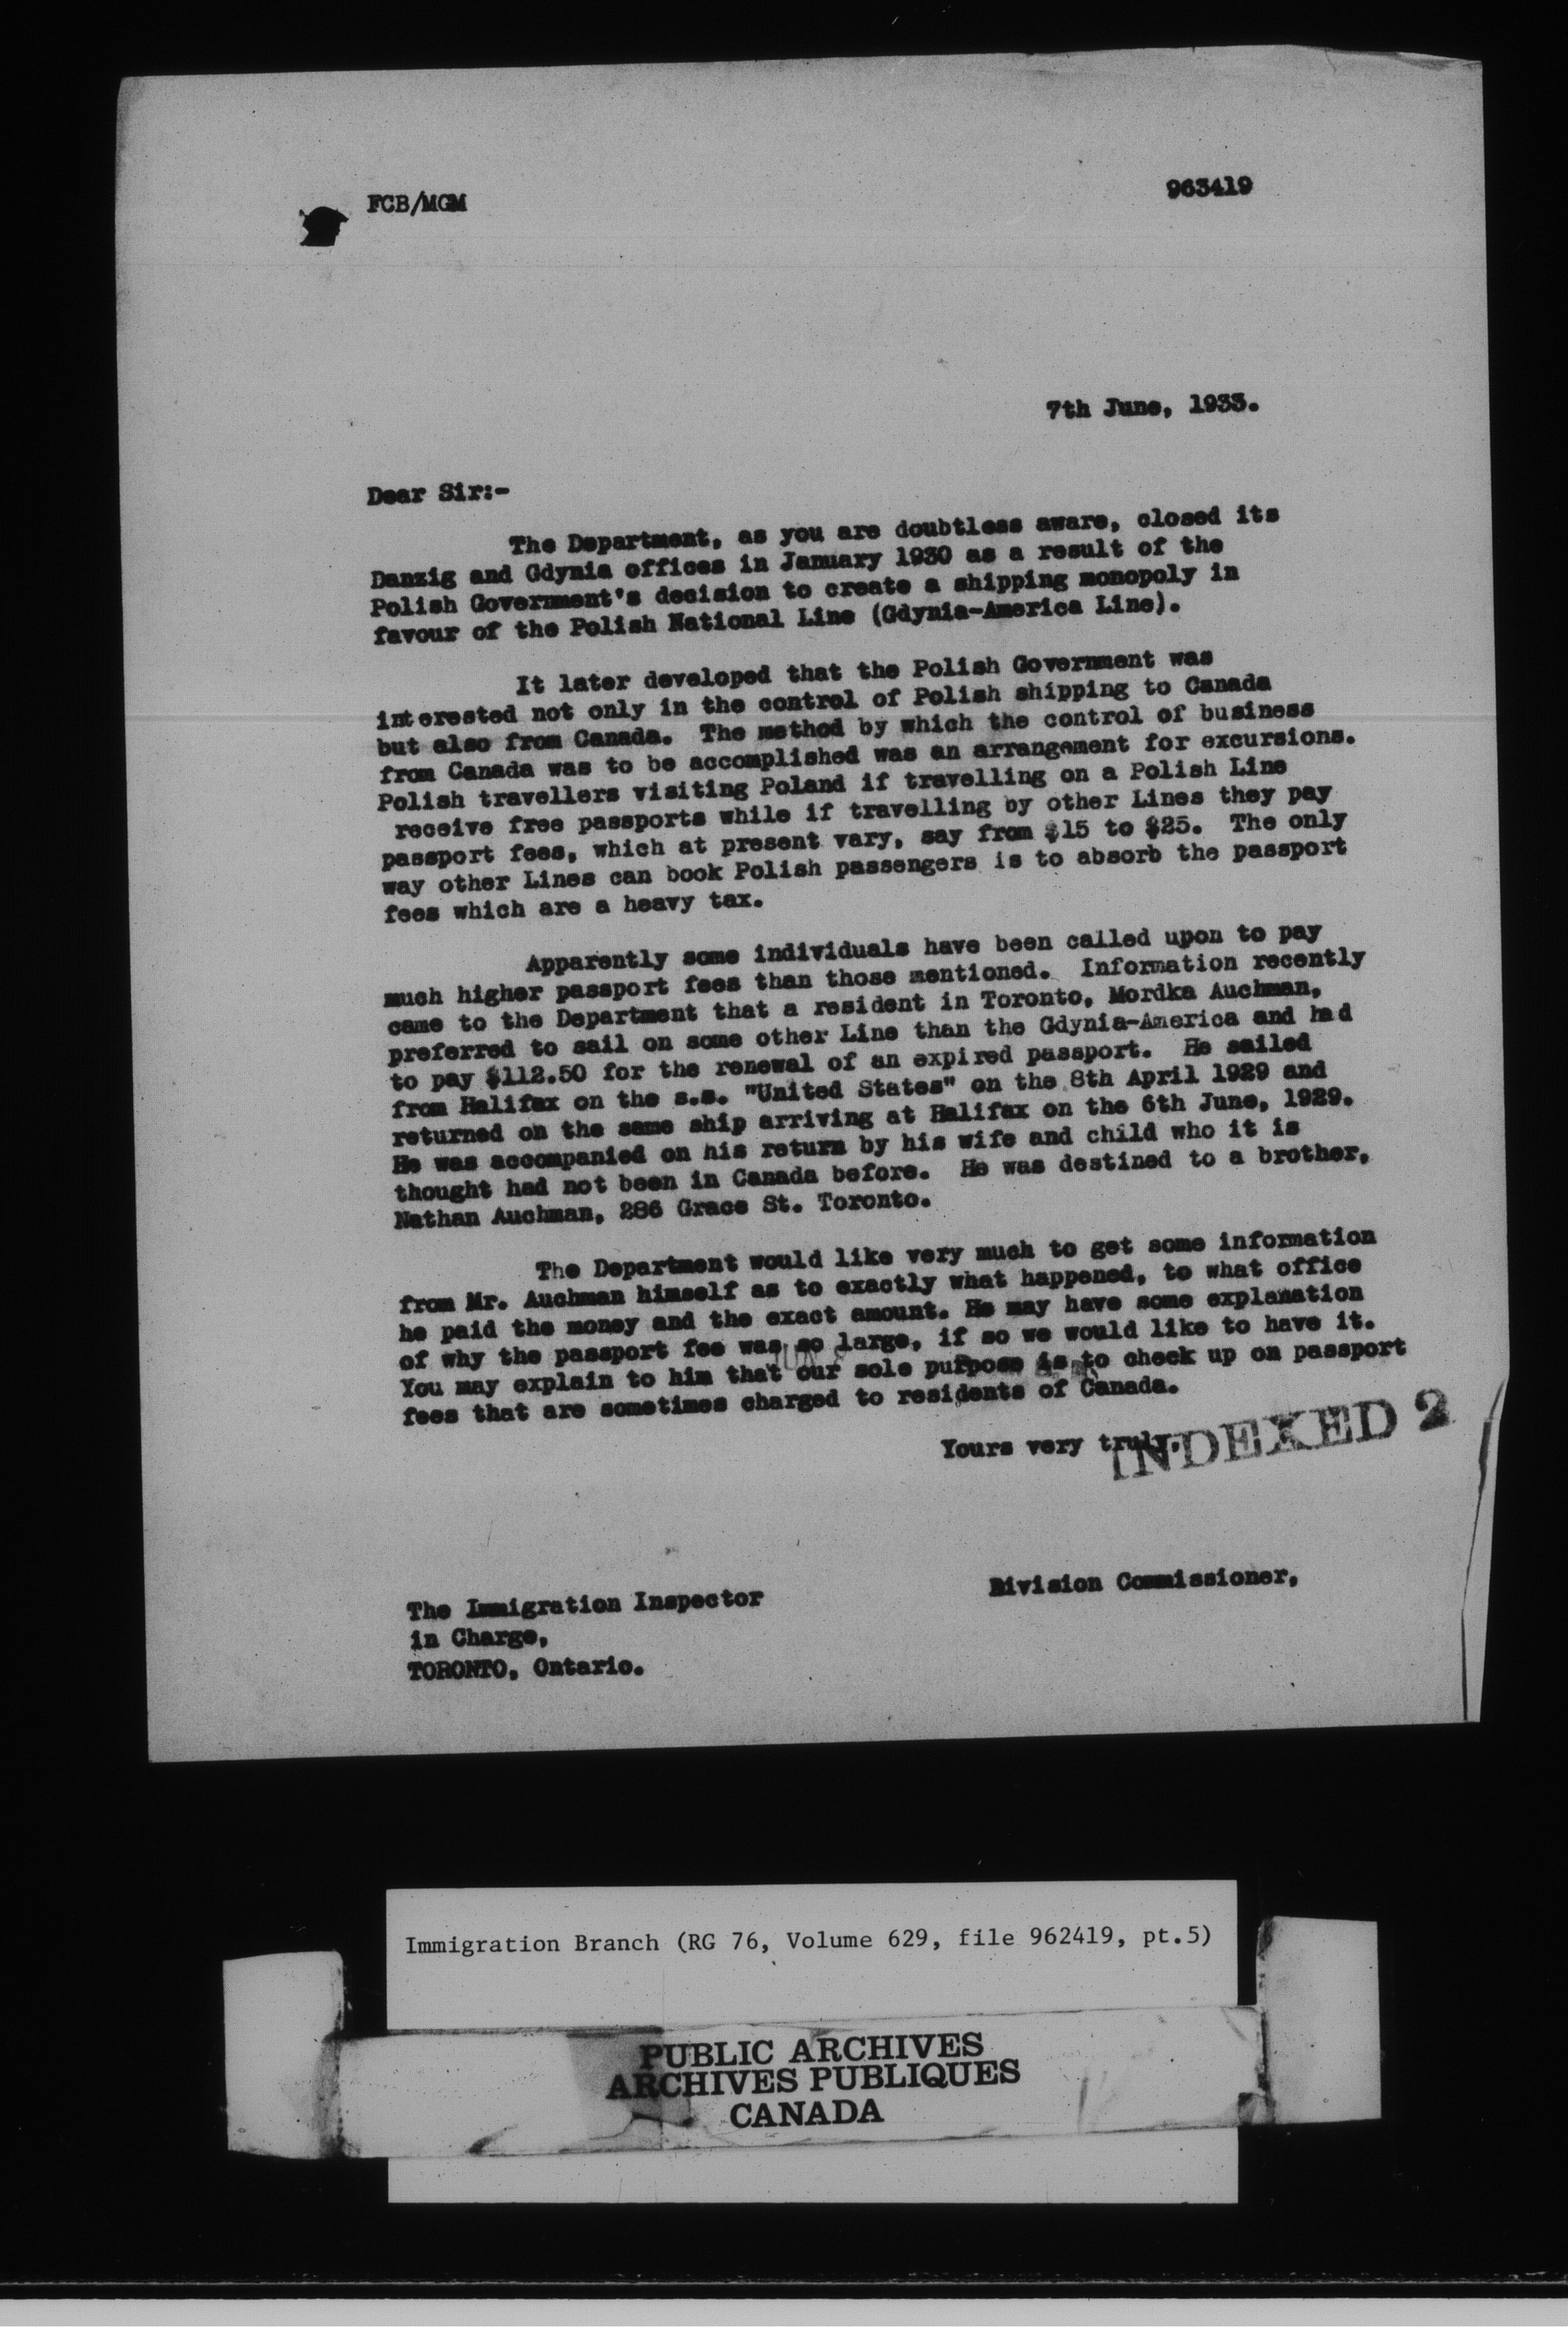 FCB/MGM
963419
7th June, 1933.
Dear Sir:-
The Department, as you are doubtless aware, closed its
Danzig and Gdynia offices in January 1930 as a result of the
Polish Government's decision to create a shipping monopoly in
favour of the Polish National Line (Gdynia-America Line).
It later developed that the Polish Government was
interested not only in the control of Polish shipping to Canada
but also from Canada. The method by which the control of business
from Canada was to be accomplished was an arrangement for excursions.
Polish travellers visiting Poland if travelling on a Polish Line
receive free passports while if travelling by other Lines they pay
passport fees, which at present vary, say from $15 to $25. The only
way other Lines can book Polish passengers is to absorb the passport
fees which are a heavy tax.
Apparently some individuals have been called upon to pay
much higher passport fees than those mentioned. Information recently
came to the Department that a resident in Toronto, Mordka Auchman,
preferred to sail on some other Line than the Gdynia-America and had
to pay $112.50 for the renewal of an expired passport. He sailed
from Halifax on the s.s. "United States" on the 8th April 1929 and
returned on the same ship arriving at Halifax on the 6th June, 1929.
He was accompanied on his return by his wife and child who it is
thought had not been in Canada before. He was destined to a brother,
Nathan Auchman, 286 Grace St. Toronto.
The Department would like very much to get some information
from Mr. Auchman himself as to exactly what happened, to what office
he paid the money and the exact amount. He may have some explanation
of why the passport fee was so large, if so we would like to have it.
You may explain to him that our sole purpose is to check up on passport
fees that are sometimes charged to residents of Canada.
Yours very truly,
INDEXED 2
Division Commissioner,
The Immigration Inspector
in Charge,
TORONTO, Ontario.
Immigration Branch (RG 76, Volume 629, file 962419, pt.5)
PUBLIC ARCHIVES
ARCHIVES PUBLIQUES
CANADA